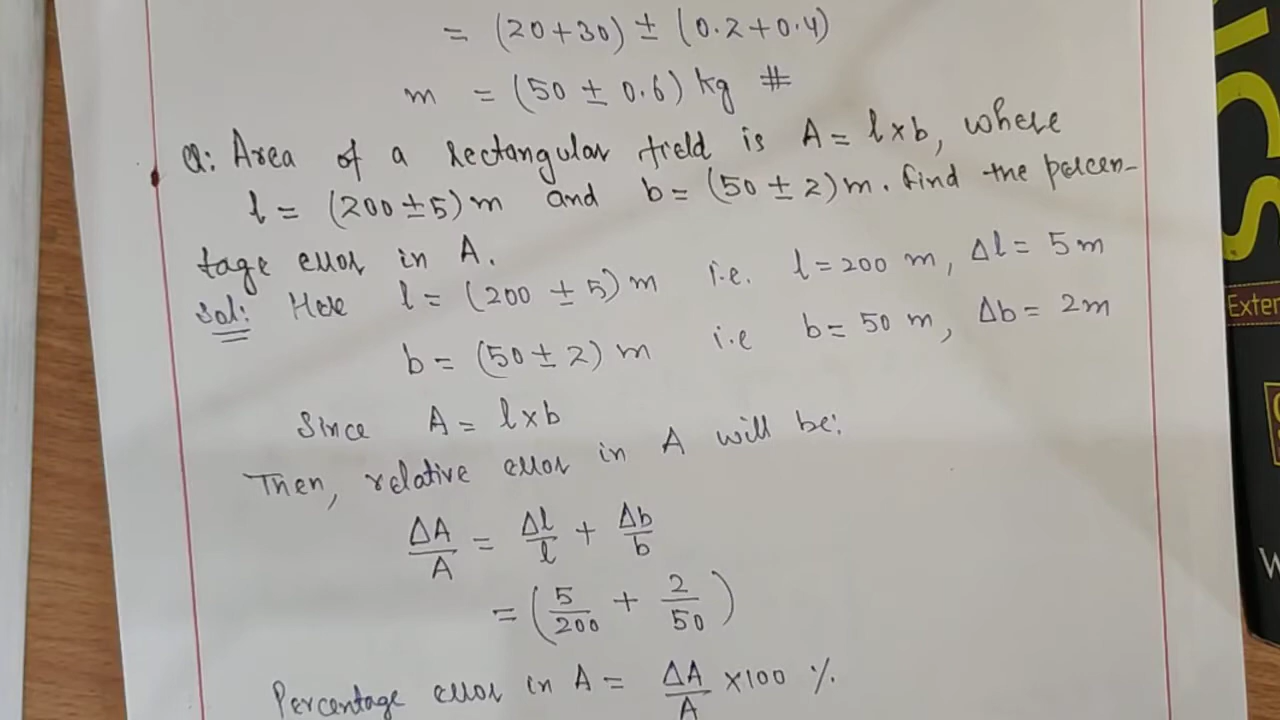 = (20+30) ± (0.2+0.4)
m = (50 ± 0.6) kg #
Q: Area of a rectangular field is A = l×b, where
l = (200±5) m and b = (50±2) m. find the percen-
tage error in A.
Sol: Here l = (200 ± 5) m i.e. l = 200 m, Δl = 5 m
b = (50 ± 2) m i.e b = 50 m, Δb = 2m
Since A = l×b
Then, relative error in A will be:
ΔA/A = Δl/l + Δb/b
= (5/200 + 2/50)
Percentage error in A = ΔA/A ×100 %.
Exter